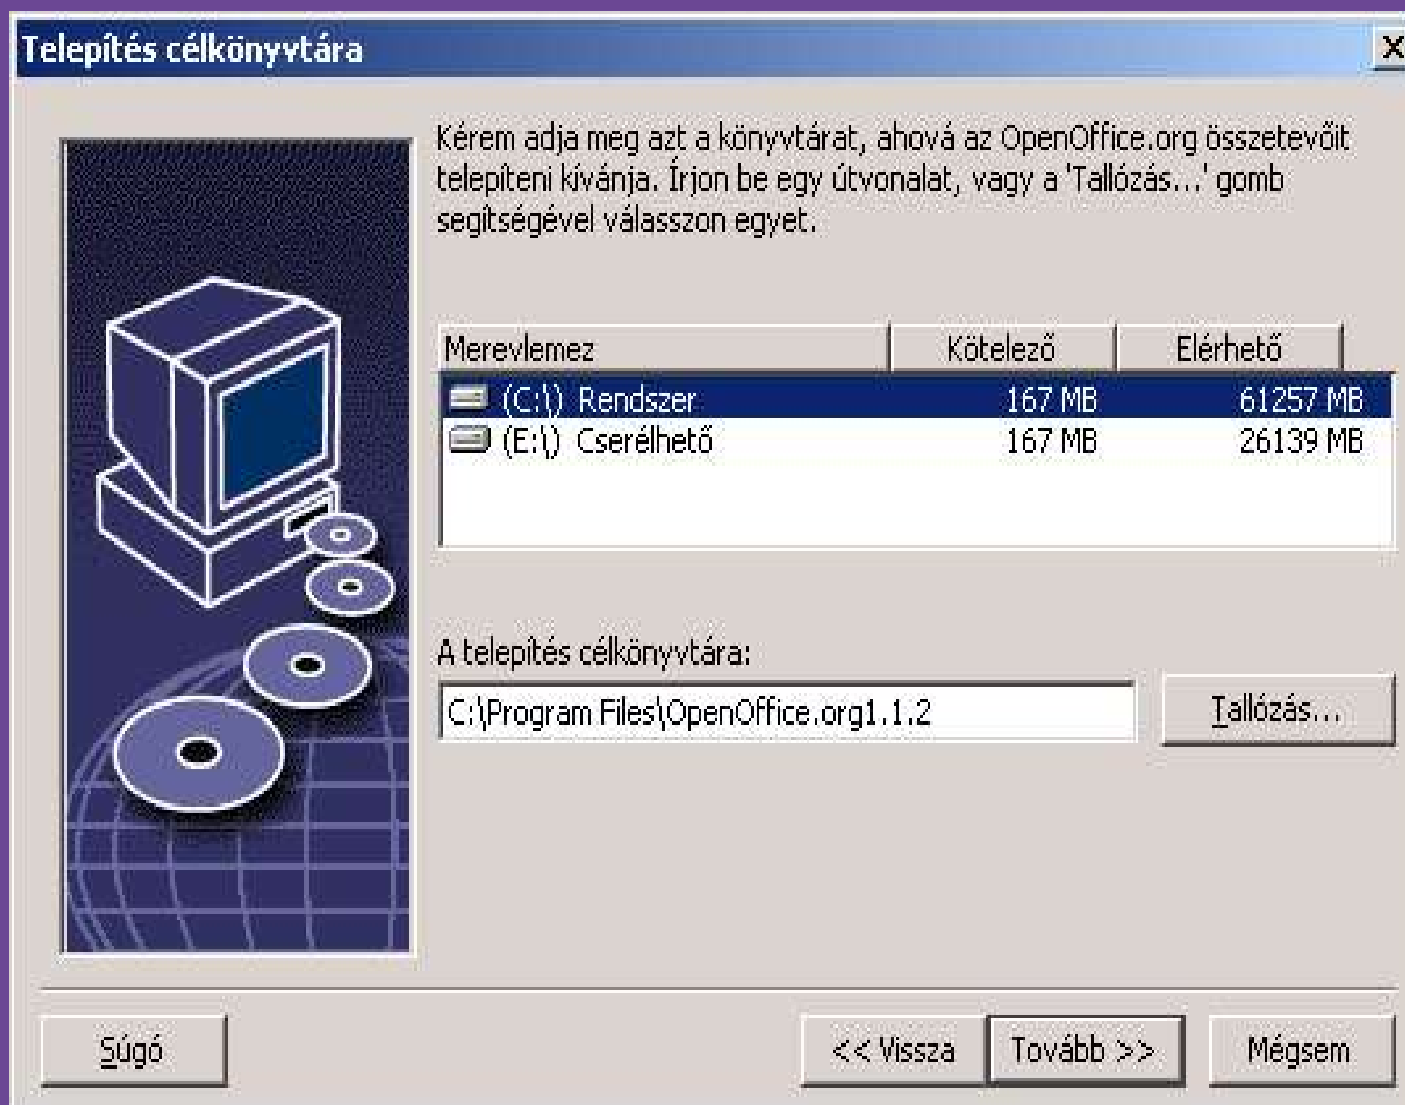 Telepítés célkönyvtára
Kérem adja meg azt a könyvtárat, ahová az OpenOffice.org összetevőit
telepíteni kívánja. Írjon be egy útvonalat, vagy a 'Tallózás...' gomb
segítségével válasszon egyet.
Merevlemez Kötelező Elérhető
(C:\) Rendszer 167 MB 61257 MB
(E:\) Cserélhető 167 MB 26139 MB
A telepítés célkönyvtára:
C:\Program Files\OpenOffice.org1.1.2 Tallózás...
Súgó << Vissza Tovább >> Mégsem